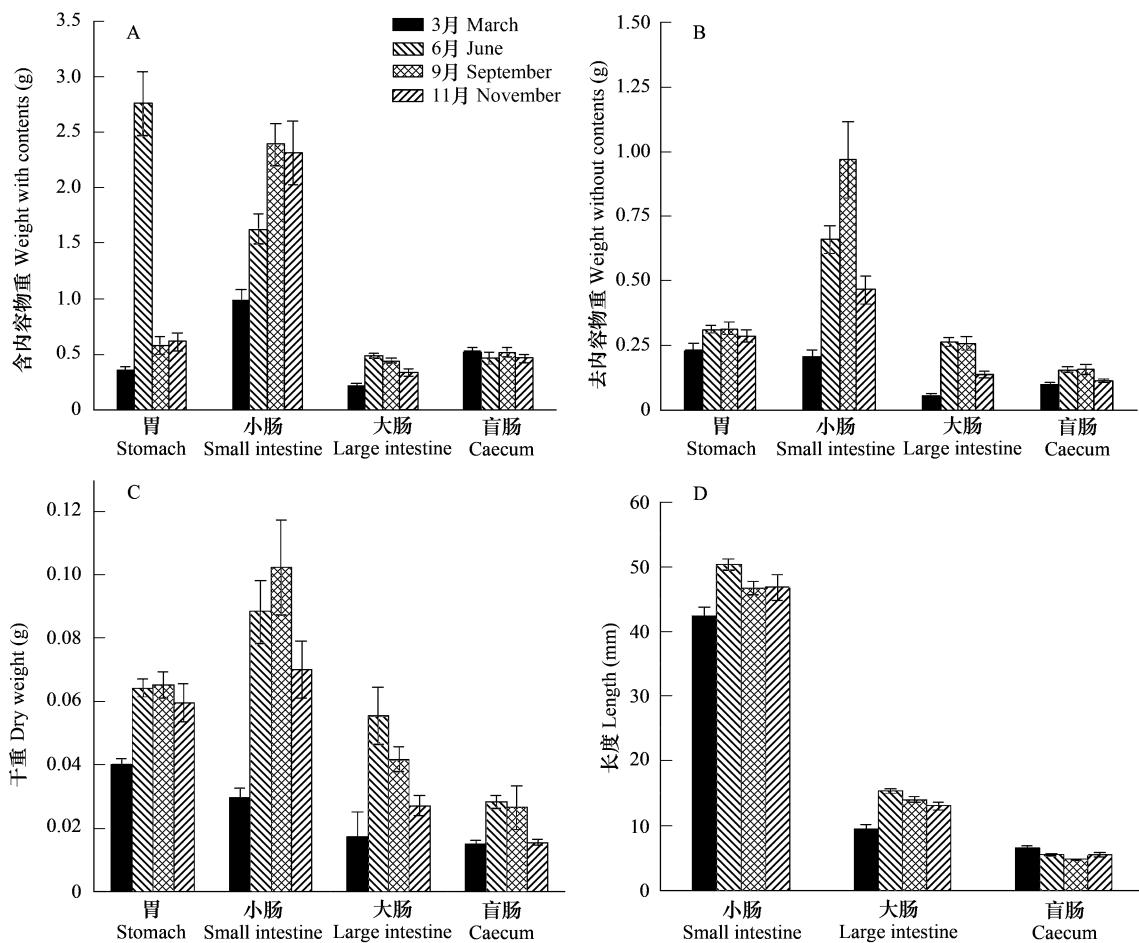 A
3月 March
6月 June
9月 September
11月 November
含内容物重 Weight with contents (g)
3.5
3.0
2.5
2.0
1.5
1.0
0.5
0
胃
Stomach
小肠
Small intestine
大肠
Large intestine
盲肠
Caecum
B
去内容物重 Weight without contents (g)
1.50
1.25
1.00
0.75
0.50
0.25
0
胃
Stomach
小肠
Small intestine
大肠
Large intestine
盲肠
Caecum
C
干重 Dry weight (g)
0.12
0.10
0.08
0.06
0.04
0.02
0
胃
Stomach
小肠
Small intestine
大肠
Large intestine
盲肠
Caecum
D
长度 Length (mm)
60
50
40
30
20
10
0
小肠
Small intestine
大肠
Large intestine
盲肠
Caecum